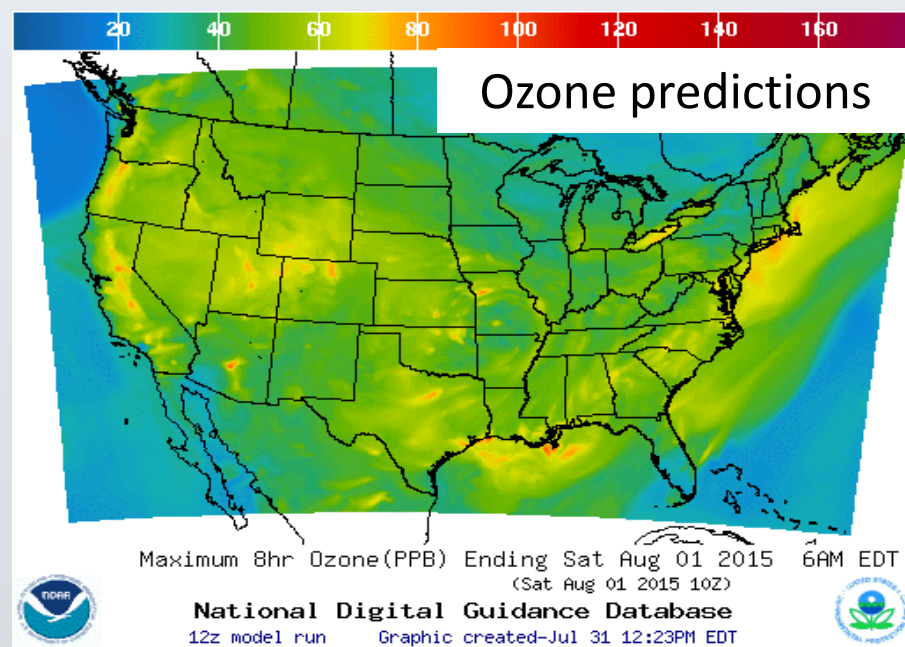 20 40 60 80 100 120 140 160
Ozone predictions
Maximum 8hr Ozone(PPB) Ending Sat Aug 01 2015 6AM EDT
(Sat Aug 01 2015 10Z)
National Digital Guidance Database
12z model run Graphic created-Jul 31 12:23PM EDT
NOAA